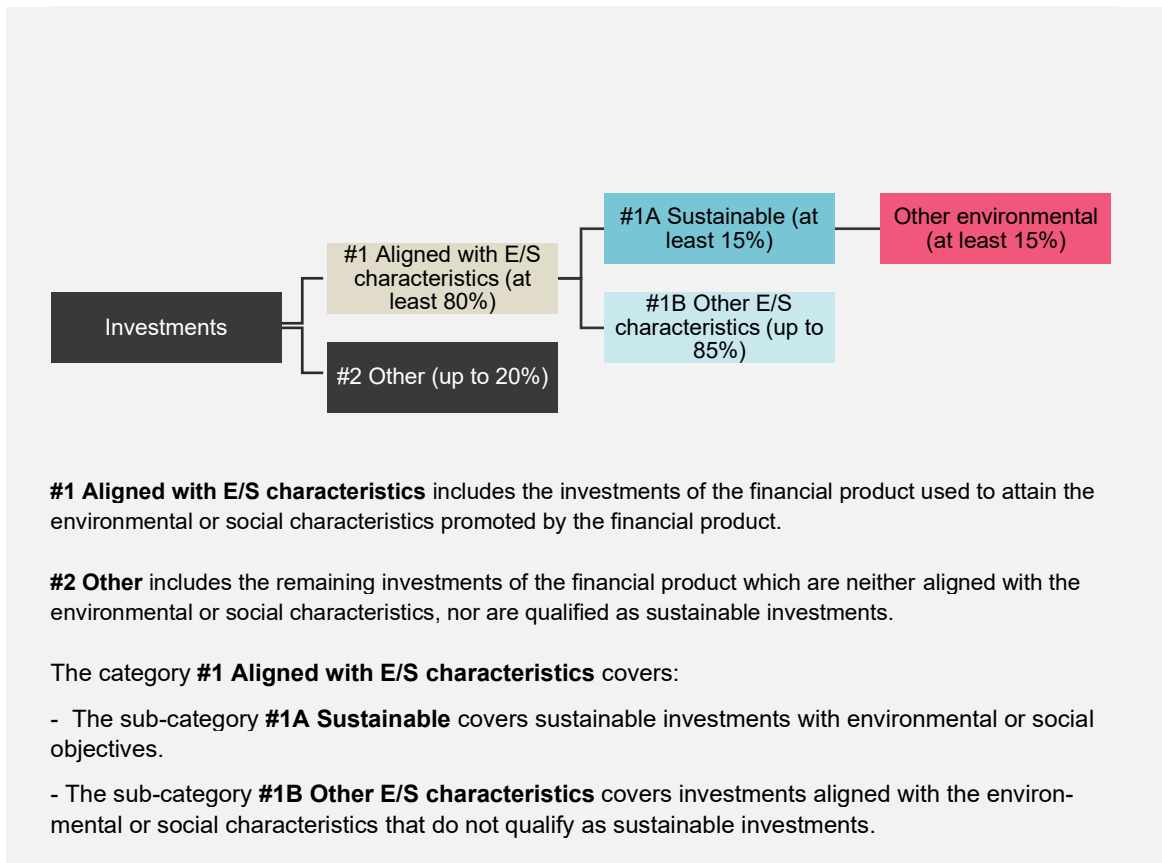 #1A Sustainable (at
least 15%)
Other environmental
(at least 15%)
#1 Aligned with E/S
characteristics (at
least 80%)
Investments
#1B Other E/S
characteristics (up to
85%)
#2 Other (up to 20%)
#1 Aligned with E/S characteristics includes the investments of the financial product used to attain the
environmental or social characteristics promoted by the financial product.
#2 Other includes the remaining investments of the financial product which are neither aligned with the
environmental or social characteristics, nor are qualified as sustainable investments.
The category #1 Aligned with E/S characteristics covers:
- The sub-category #1A Sustainable covers sustainable investments with environmental or social
objectives.
- The sub-category #1B Other E/S characteristics covers investments aligned with the environ-
mental or social characteristics that do not qualify as sustainable investments.